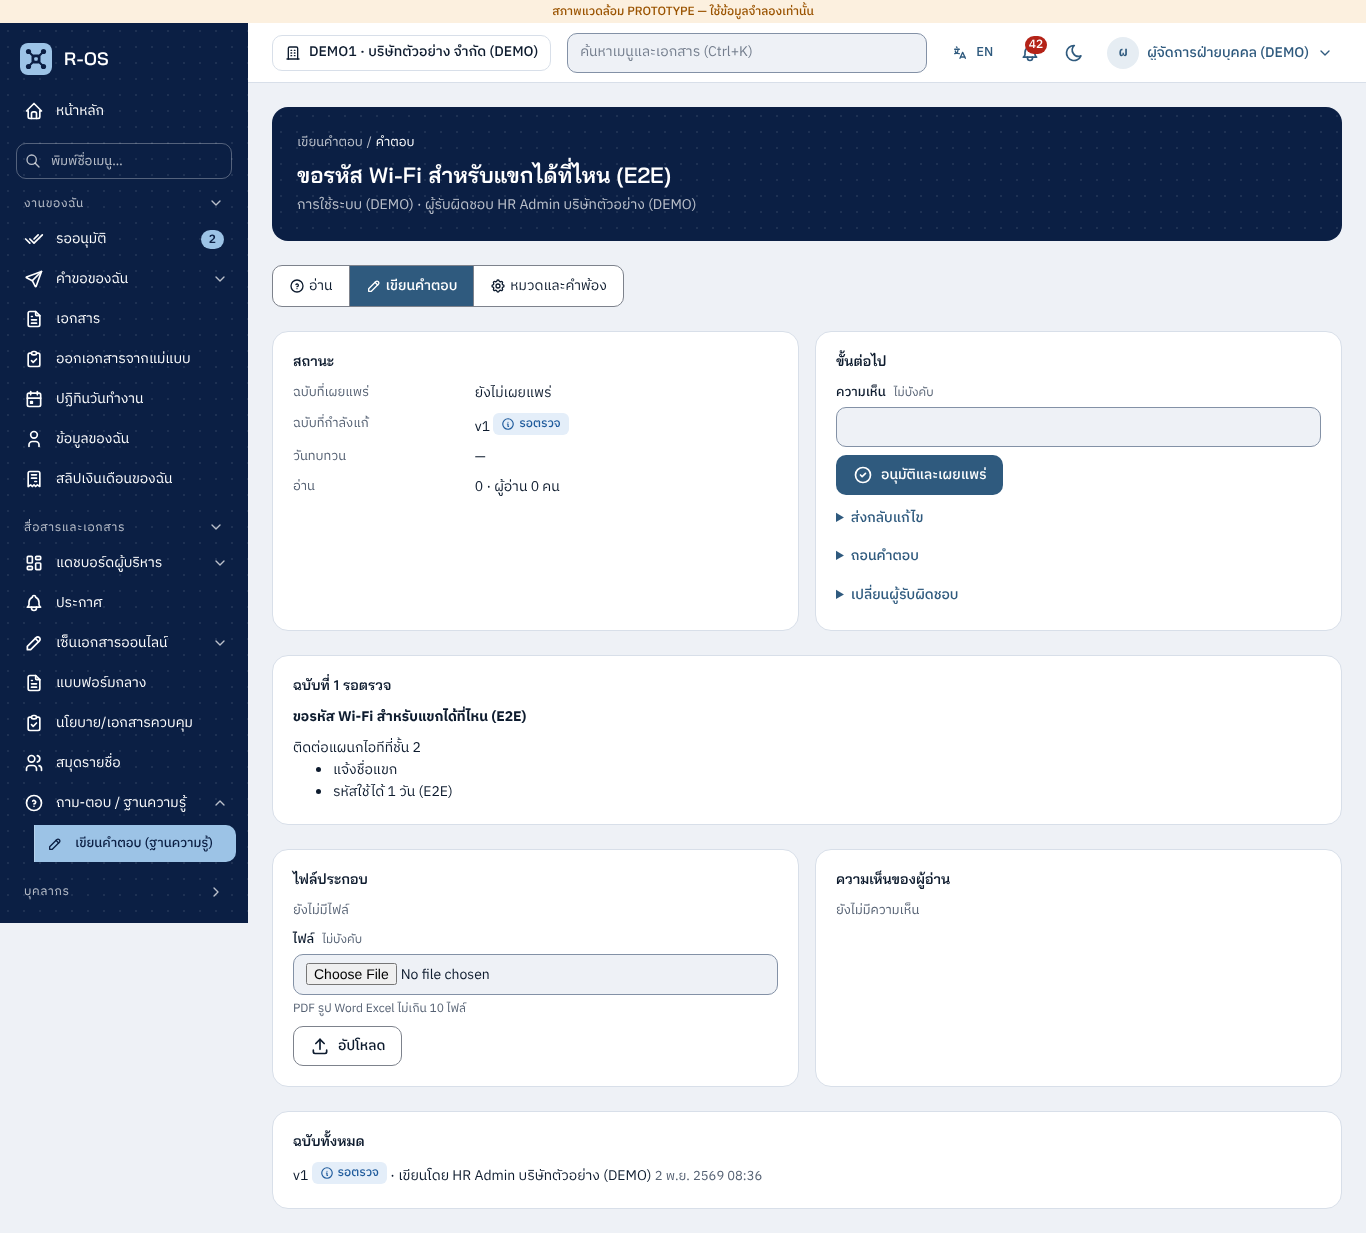 สภาพแวดล้อม PROTOTYPE — ใช้ข้อมูลจำลองเท่านั้น
R-OS
หน้าหลัก
พิมพ์ชื่อเมนู...
งานของฉัน
รออนุมัติ 2
คำขอของฉัน
เอกสาร
ออกเอกสารจากแม่แบบ
ปฏิทินวันทำงาน
ข้อมูลของฉัน
สลิปเงินเดือนของฉัน
สื่อสารและเอกสาร
แดชบอร์ดผู้บริหาร
ประกาศ
เซ็นเอกสารออนไลน์
แบบฟอร์มกลาง
นโยบาย/เอกสารควบคุม
สมุดรายชื่อ
ถาม-ตอบ / ฐานความรู้
เขียนคำตอบ (ฐานความรู้)
บุคลากร
DEMO1 · บริษัทตัวอย่าง จำกัด (DEMO)
ค้นหาเมนูและเอกสาร (Ctrl+K)
EN
42
ผ
ผู้จัดการฝ่ายบุคคล (DEMO)
เขียนคำตอบ / คำตอบ
ขอรหัส Wi-Fi สำหรับแขกได้ที่ไหน (E2E)
การใช้ระบบ (DEMO) · ผู้รับผิดชอบ HR Admin บริษัทตัวอย่าง (DEMO)
อ่าน
เขียนคำตอบ
หมวดและคำพ้อง
สถานะ
ฉบับที่เผยแพร่ ยังไม่เผยแพร่
ฉบับที่กำลังแก้ v1 รอตรวจ
วันทบทวน —
อ่าน 0 · ผู้อ่าน 0 คน
ขั้นต่อไป
ความเห็น ไม่บังคับ
อนุมัติและเผยแพร่
ส่งกลับแก้ไข
ถอนคำตอบ
เปลี่ยนผู้รับผิดชอบ
ฉบับที่ 1 รอตรวจ
ขอรหัส Wi-Fi สำหรับแขกได้ที่ไหน (E2E)
ติดต่อแผนกไอทีที่ชั้น 2
• แจ้งชื่อแขก
• รหัสใช้ได้ 1 วัน (E2E)
ไฟล์ประกอบ
ยังไม่มีไฟล์
ไฟล์ ไม่บังคับ
Choose File No file chosen
PDF รูป Word Excel ไม่เกิน 10 ไฟล์
อัปโหลด
ความเห็นของผู้อ่าน
ยังไม่มีความเห็น
ฉบับทั้งหมด
v1 รอตรวจ · เขียนโดย HR Admin บริษัทตัวอย่าง (DEMO) 2 พ.ย. 2569 08:36